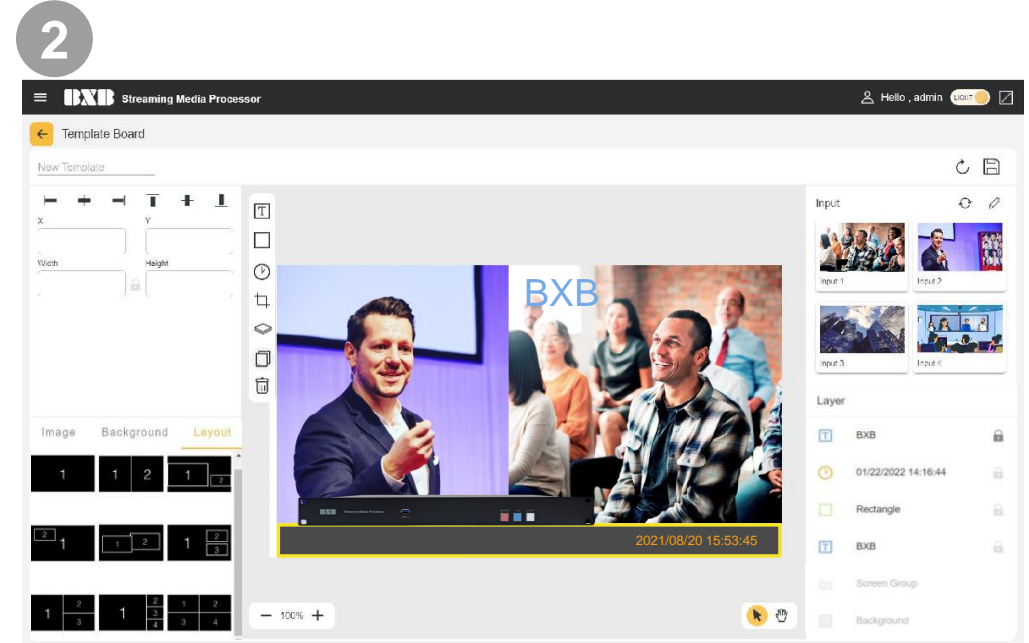 2
BXB Streaming Media Processor
Hello , admin LIGHT
Template Board
New Template
X Y
Width Height
Input
Input 1 Input 2
Input 3 Input 4
BXB
BXB Streaming Media Processor
2021/08/20 15:53:45
Layer
BXB
01/22/2022 14:16:44
Rectangle
BXB
Screen Group
Background
Image Background Layout
1 1 2 1 2
2 1 1 2 1 2 3
1 2 3 1 2 3 4 1 2 3 4
100%